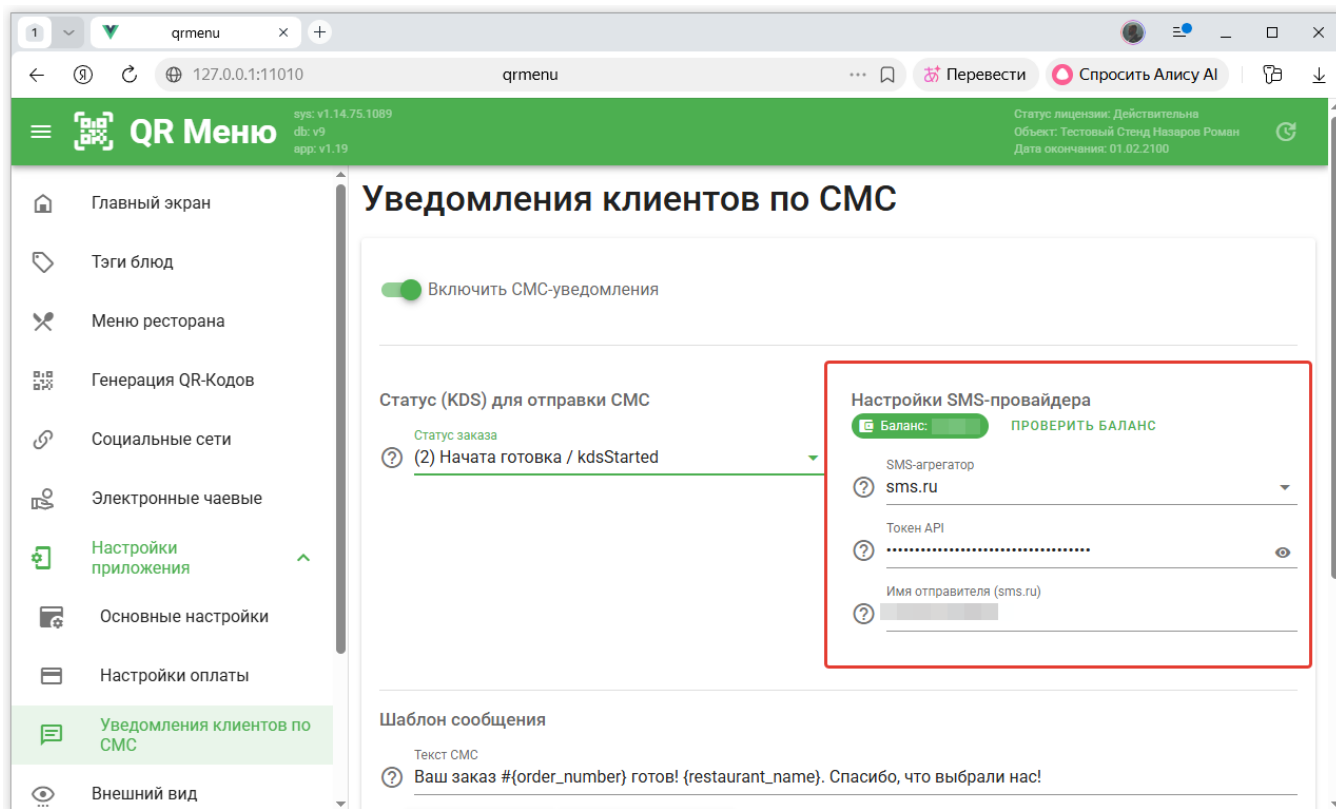 1
qrmenu
127.0.0.1:11010
qrmenu
Перевести
Спросить Алису AI
QR Меню
sys: v1.14.75.1089
db: v9
app: v1.19
Статус лицензии: Действительна
Объект: Тестовый Стенд Назаров Роман
Дата окончания: 01.02.2100
Главный экран
Тэги блюд
Меню ресторана
Генерация QR-Кодов
Социальные сети
Электронные чаевые
Настройки
приложения
Основные настройки
Настройки оплаты
Уведомления клиентов по
СМС
Внешний вид
Уведомления клиентов по СМС
Включить СМС-уведомления
Статус (KDS) для отправки СМС
Статус заказа
(2) Начата готовка / kdsStarted
Настройки SMS-провайдера
Баланс:
ПРОВЕРИТЬ БАЛАНС
SMS-агрегатор
sms.ru
Токен API
••••••••••••••••••••••••••••••••••••
Имя отправителя (sms.ru)
Шаблон сообщения
Текст СМС
Ваш заказ #{order_number} готов! {restaurant_name}. Спасибо, что выбрали нас!